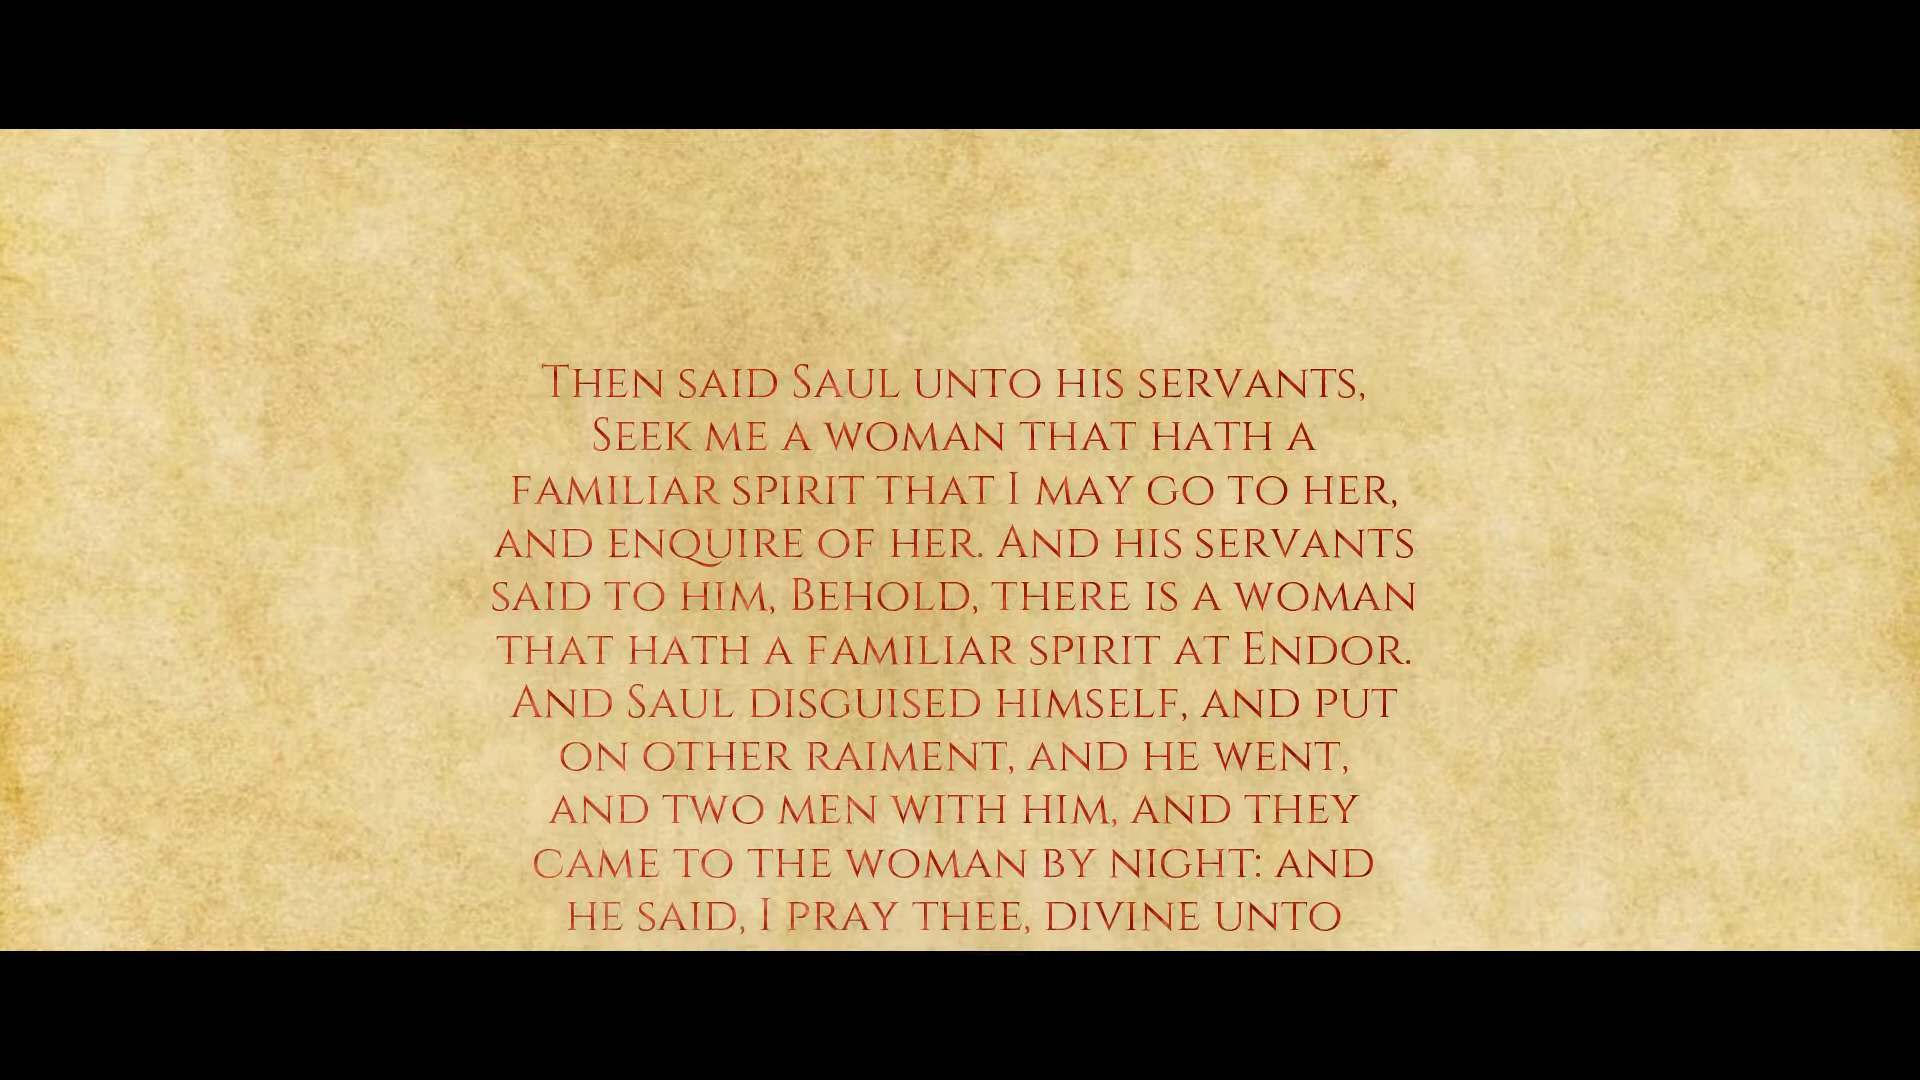 Then said Saul unto his servants,
Seek me a woman that hath a
familiar spirit that I may go to her,
and enquire of her. And his servants
said to him, Behold, there is a woman
that hath a familiar spirit at Endor.
And Saul disguised himself, and put
on other raiment, and he went,
and two men with him, and they
came to the woman by night: and
he said, I pray thee, divine unto